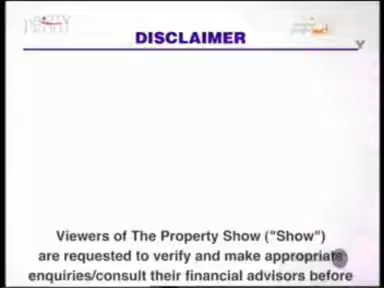 DISCLAIMER
Viewers of The Property Show ("Show")
are requested to verify and make appropriate
enquiries/consult their financial advisors before